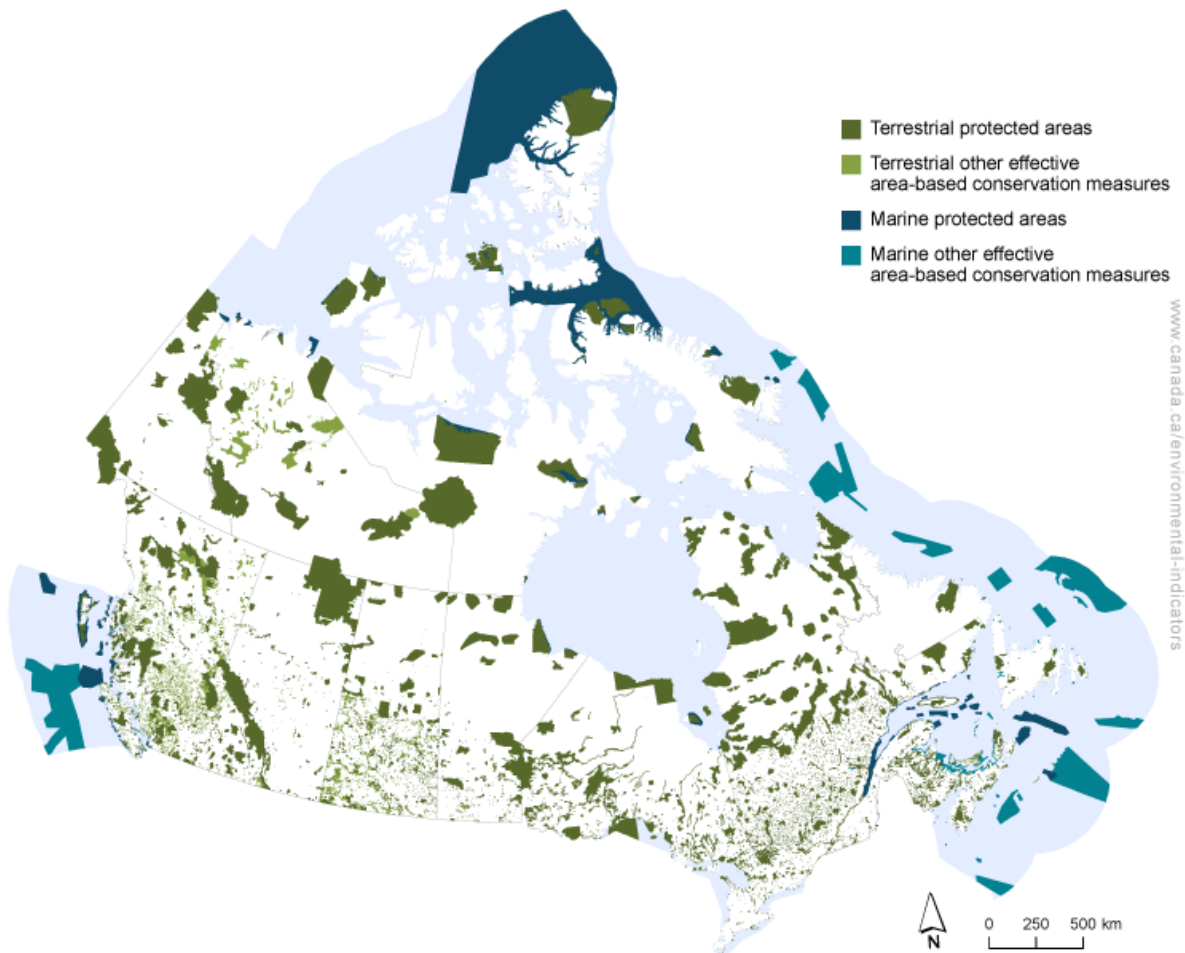 Terrestrial protected areas
Terrestrial other effective
area-based conservation measures
Marine protected areas
Marine other effective
area-based conservation measures
www.canada.ca/environmental-indicators
N
0 250 500 km